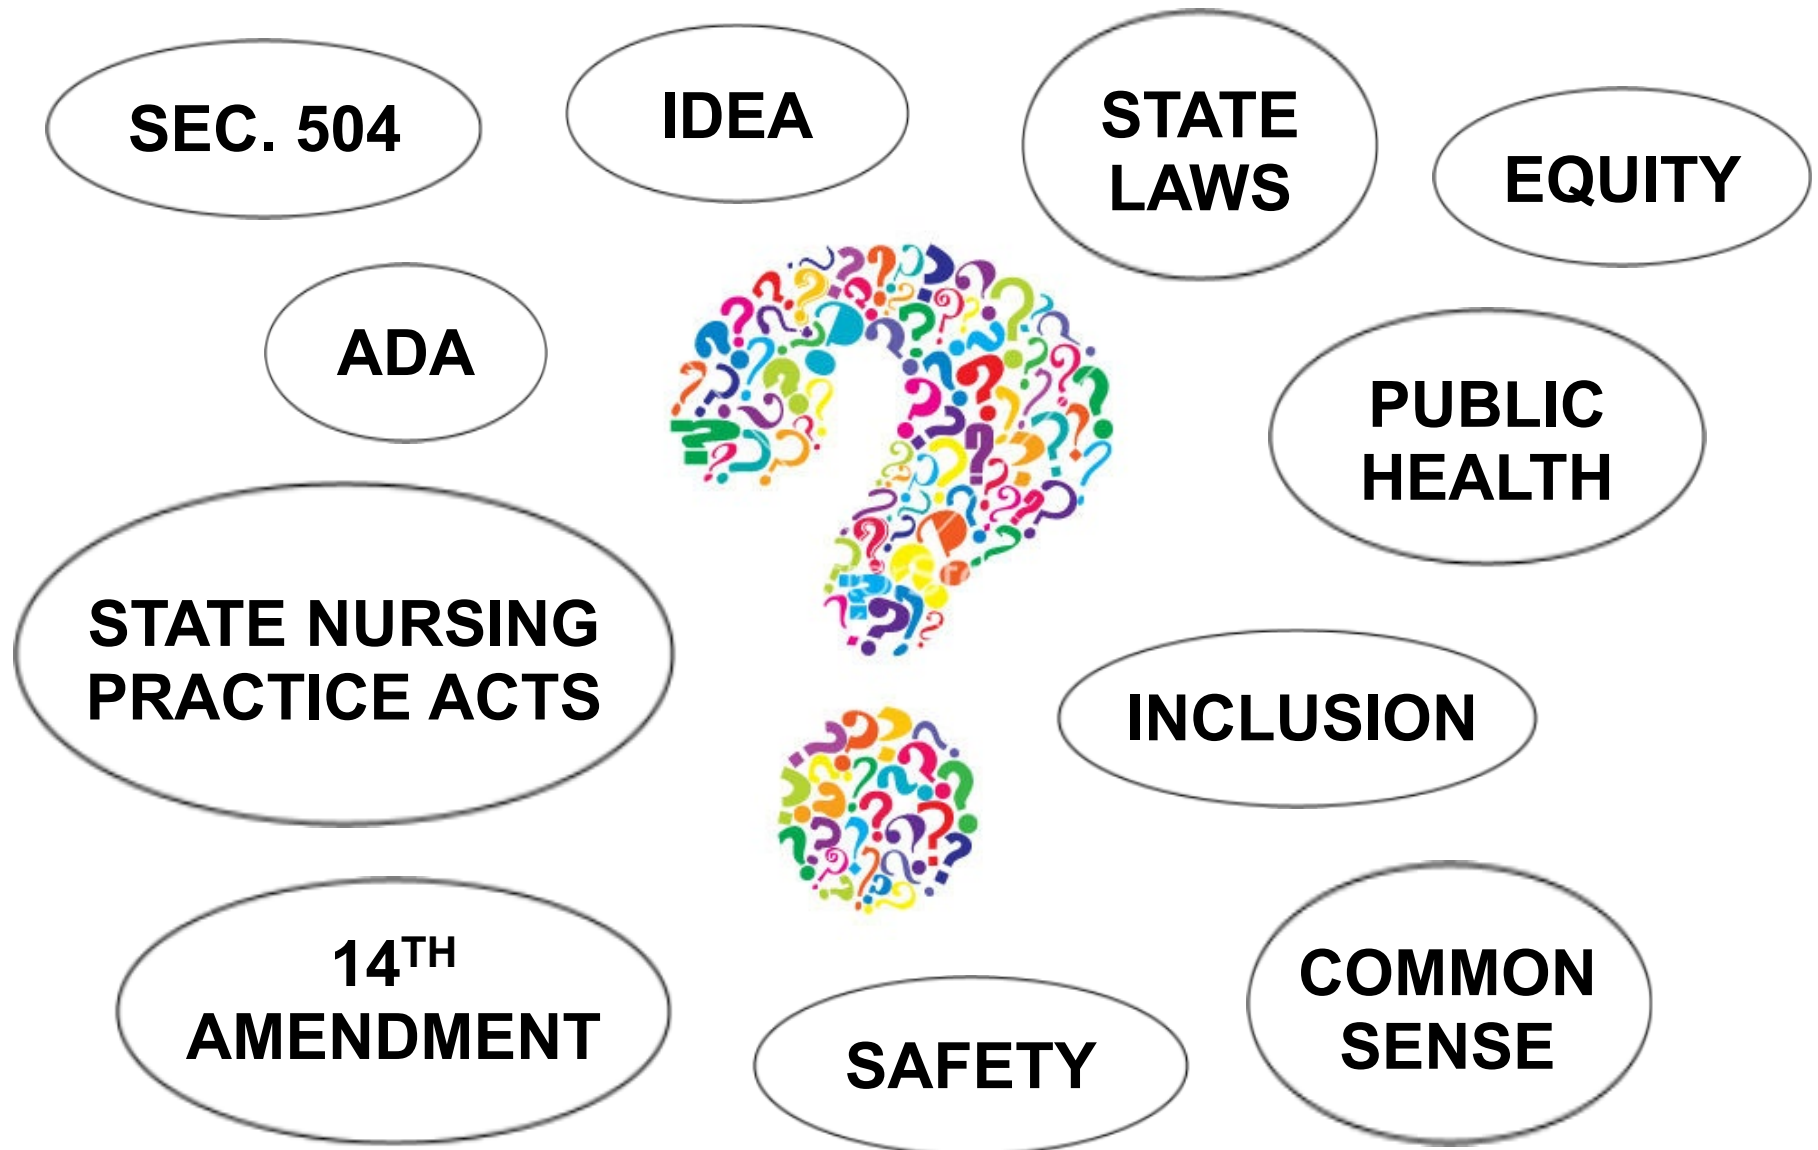 SEC. 504
IDEA
STATE
LAWS
EQUITY
ADA
PUBLIC
HEALTH
STATE NURSING
PRACTICE ACTS
INCLUSION
14TH
AMENDMENT
SAFETY
COMMON
SENSE